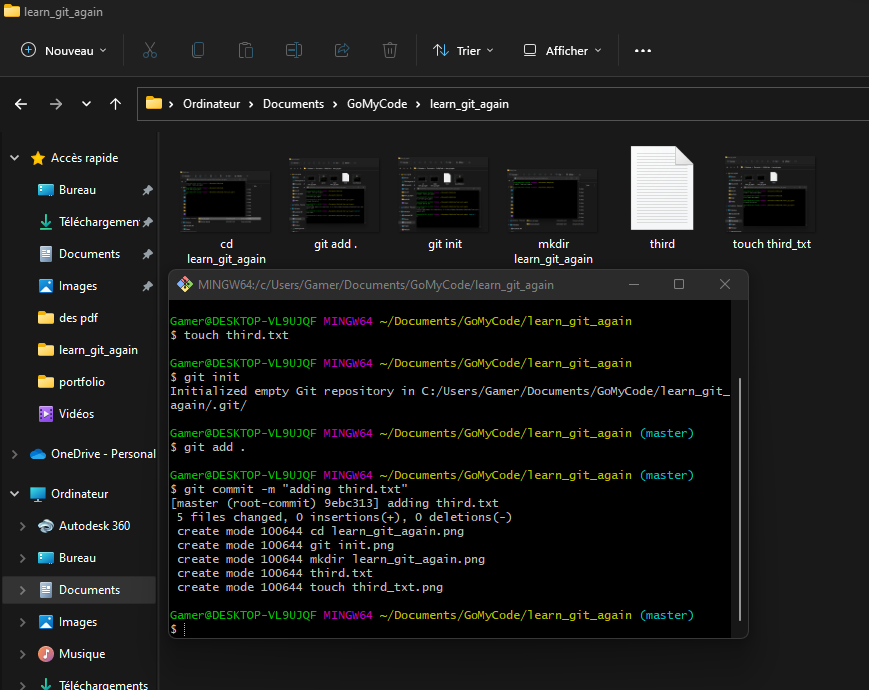 learn_git_again
Nouveau
Trier
Afficher
Ordinateur
Documents
GoMyCode
learn_git_again
Accès rapide
Bureau
Téléchargemen
Documents
Images
des pdf
learn_git_again
portfolio
Vidéos
OneDrive - Personal
Ordinateur
Autodesk 360
Bureau
Documents
Images
Musique
Téléchargements
cd
learn_git_again
git add .
git init
mkdir
learn_git_again
third
touch third_txt
MINGW64:/c/Users/Gamer/Documents/GoMyCode/learn_git_again
Gamer@DESKTOP-VL9UJQF MINGW64 ~/Documents/GoMyCode/learn_git_again
$ touch third.txt
Gamer@DESKTOP-VL9UJQF MINGW64 ~/Documents/GoMyCode/learn_git_again
$ git init
Initialized empty Git repository in C:/Users/Gamer/Documents/GoMyCode/learn_git_
again/.git/
Gamer@DESKTOP-VL9UJQF MINGW64 ~/Documents/GoMyCode/learn_git_again (master)
$ git add .
Gamer@DESKTOP-VL9UJQF MINGW64 ~/Documents/GoMyCode/learn_git_again (master)
$ git commit -m "adding third.txt"
[master (root-commit) 9ebc313] adding third.txt
5 files changed, 0 insertions(+), 0 deletions(-)
create mode 100644 cd learn_git_again.png
create mode 100644 git init.png
create mode 100644 mkdir learn_git_again.png
create mode 100644 third.txt
create mode 100644 touch third_txt.png
Gamer@DESKTOP-VL9UJQF MINGW64 ~/Documents/GoMyCode/learn_git_again (master)
$